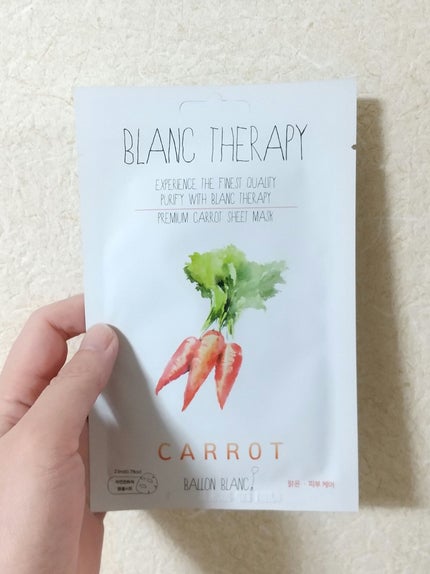 BLANC THERAPY
EXPERIENCE THE FINEST QUALITY
PURIFY WITH BLANC THERAPY
PREMIUM CARROT SHEET MASK
CARROT
BALLON BLANC
맑은 피부 케어